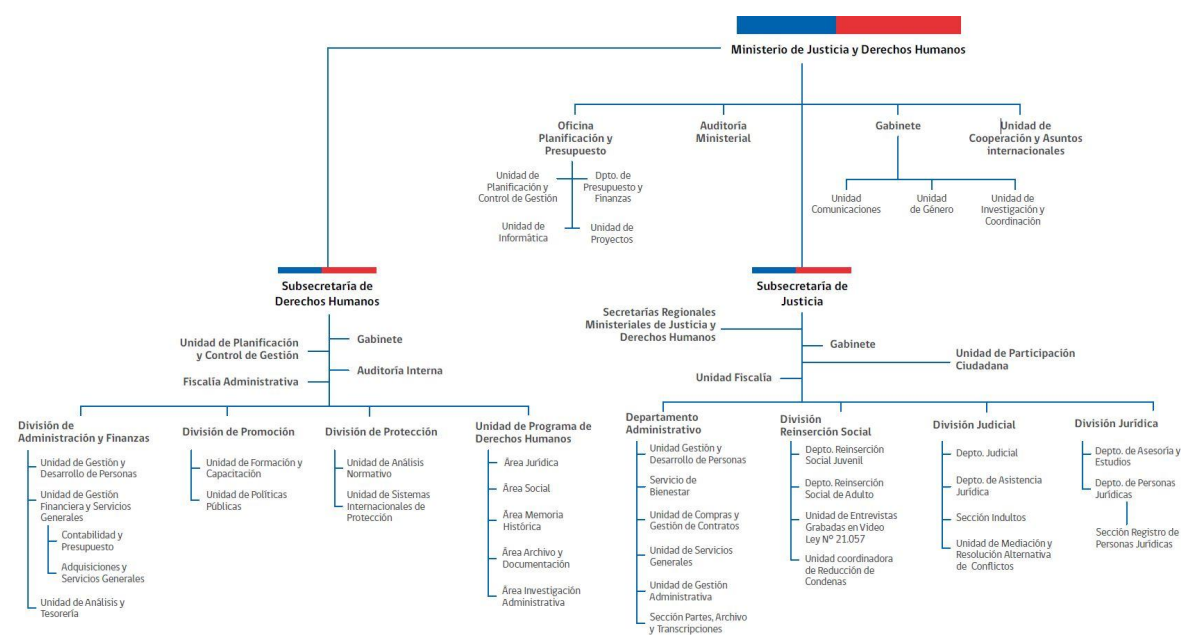 Ministerio de Justicia y Derechos Humanos
Oficina
Planificación y
Presupuesto
Auditoría
Ministerial
Gabinete
Unidad de
Cooperación y Asuntos
internacionales
Unidad de
Planificación y
Control de Gestión
Dpto. de
Presupuesto y
Finanzas
Unidad de
Informática
Unidad de
Proyectos
Unidad
Comunicaciones
Unidad
de Género
Unidad de
Investigación y
Coordinación
Subsecretaría de
Derechos Humanos
Unidad de Planificación
y Control de Gestión
Gabinete
Auditoría Interna
Fiscalía Administrativa
División de
Administración y Finanzas
Unidad de Gestión y
Desarrollo de Personas
Unidad de Gestión
Financiera y Servicios
Generales
Contabilidad y
Presupuesto
Adquisiciones y
Servicios Generales
Unidad de Análisis y
Tesorería
División de Promoción
Unidad de Formación y
Capacitación
Unidad de Políticas
Públicas
División de Protección
Unidad de Análisis
Normativo
Unidad de Sistemas
Internacionales de
Protección
Unidad de Programa de
Derechos Humanos
Área Jurídica
Área Social
Área Memoria
Histórica
Área Archivo y
Documentación
Área Investigación
Administrativa
Subsecretaría de
Justicia
Secretarías Regionales
Ministeriales de Justicia y
Derechos Humanos
Gabinete
Unidad de Participación
Ciudadana
Unidad Fiscalía
Departamento
Administrativo
Unidad Gestión y
Desarrollo de Personas
Servicio de
Bienestar
Unidad de Compras y
Gestión de Contratos
Unidad de Servicios
Generales
Unidad de Gestión
Administrativa
Sección Partes, Archivo
y Transcripciones
División
Reinserción Social
Depto. Reinserción
Social Juvenil
Depto. Reinserción
Social de Adulto
Unidad de Entrevistas
Grabadas en Video
Ley Nº 21.057
Unidad coordinadora
de Reducción de
Condenas
División Judicial
Depto. Judicial
Depto. de Asistencia
Jurídica
Sección Indultos
Unidad de Mediación y
Resolución Alternativa
de Conflictos
División Jurídica
Depto. de Asesoría y
Estudios
Depto. de Personas
Jurídicas
Sección Registro de
Personas Jurídicas